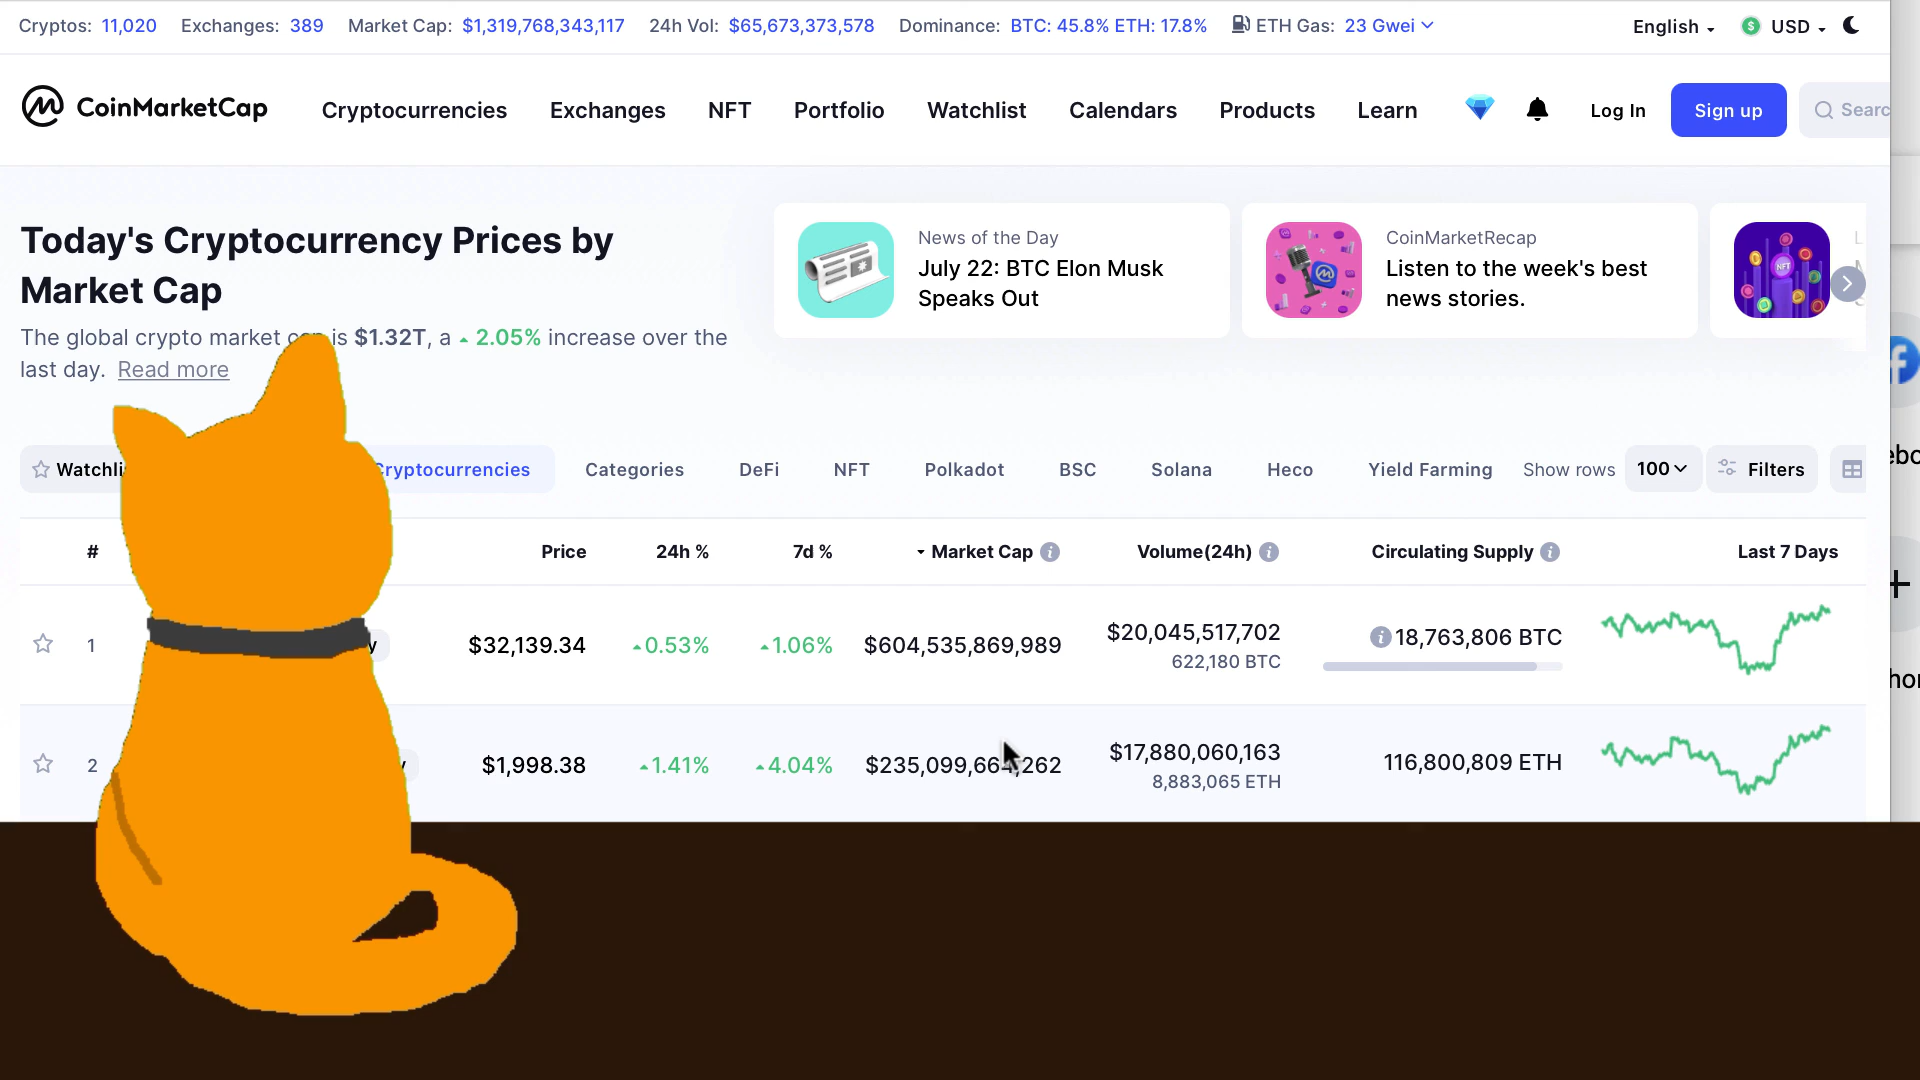 Cryptos: 11,020 Exchanges: 389 Market Cap: $1,319,768,343,117 24h Vol: $65,673,373,578 Dominance: BTC: 45.8% ETH: 17.8% ETH Gas: 23 Gwei English USD
CoinMarketCap Cryptocurrencies Exchanges NFT Portfolio Watchlist Calendars Products Learn Log In Sign up Searc
Today's Cryptocurrency Prices by
Market Cap
The global crypto market is $1.32T, a 2.05% increase over the
last day. Read more
News of the Day
July 22: BTC Elon Musk
Speaks Out
CoinMarketRecap
Listen to the week's best
news stories.
NFT
Watchli Cryptocurrencies Categories DeFi NFT Polkadot BSC Solana Heco Yield Farming Show rows 100 Filters
# Price 24h % 7d % Market Cap Volume(24h) Circulating Supply Last 7 Days
1 y $32,139.34 0.53% 1.06% $604,535,869,989 $20,045,517,702 18,763,806 BTC
622,180 BTC
2 $1,998.38 1.41% 4.04% $235,099,664,262 $17,880,060,163 116,800,809 ETH
8,883,065 ETH